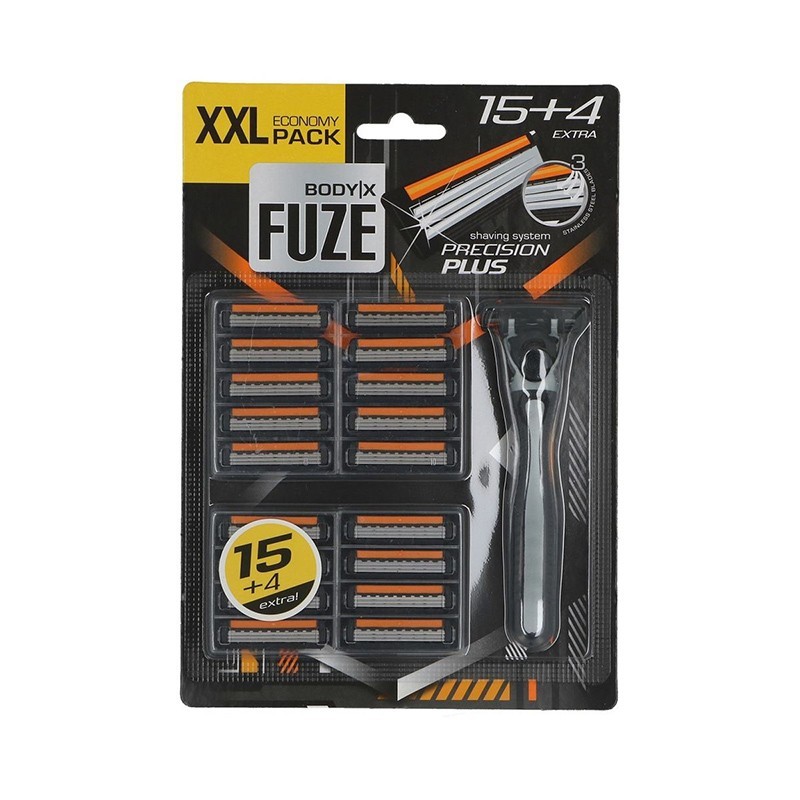 XXL ECONOMY PACK
15+4
EXTRA
BODY|X
FUZE
3
STAINLESS STEEL BLADES
shaving system
PRECISION
PLUS
15
+4
extra!